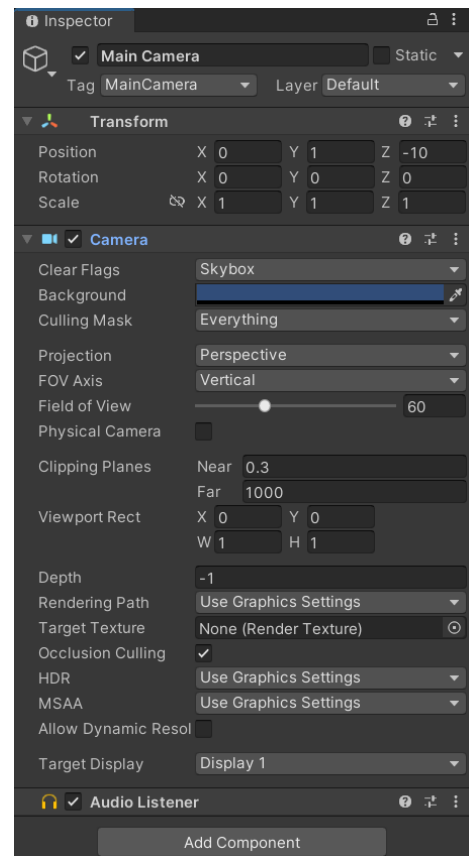 Inspector
Main Camera Static
Tag MainCamera Layer Default
Transform
Position X 0 Y 1 Z -10
Rotation X 0 Y 0 Z 0
Scale X 1 Y 1 Z 1
Camera
Clear Flags Skybox
Background
Culling Mask Everything
Projection Perspective
FOV Axis Vertical
Field of View 60
Physical Camera
Clipping Planes Near 0.3
Far 1000
Viewport Rect X 0 Y 0
W 1 H 1
Depth -1
Rendering Path Use Graphics Settings
Target Texture None (Render Texture)
Occlusion Culling
HDR Use Graphics Settings
MSAA Use Graphics Settings
Allow Dynamic Resol
Target Display Display 1
Audio Listener
Add Component